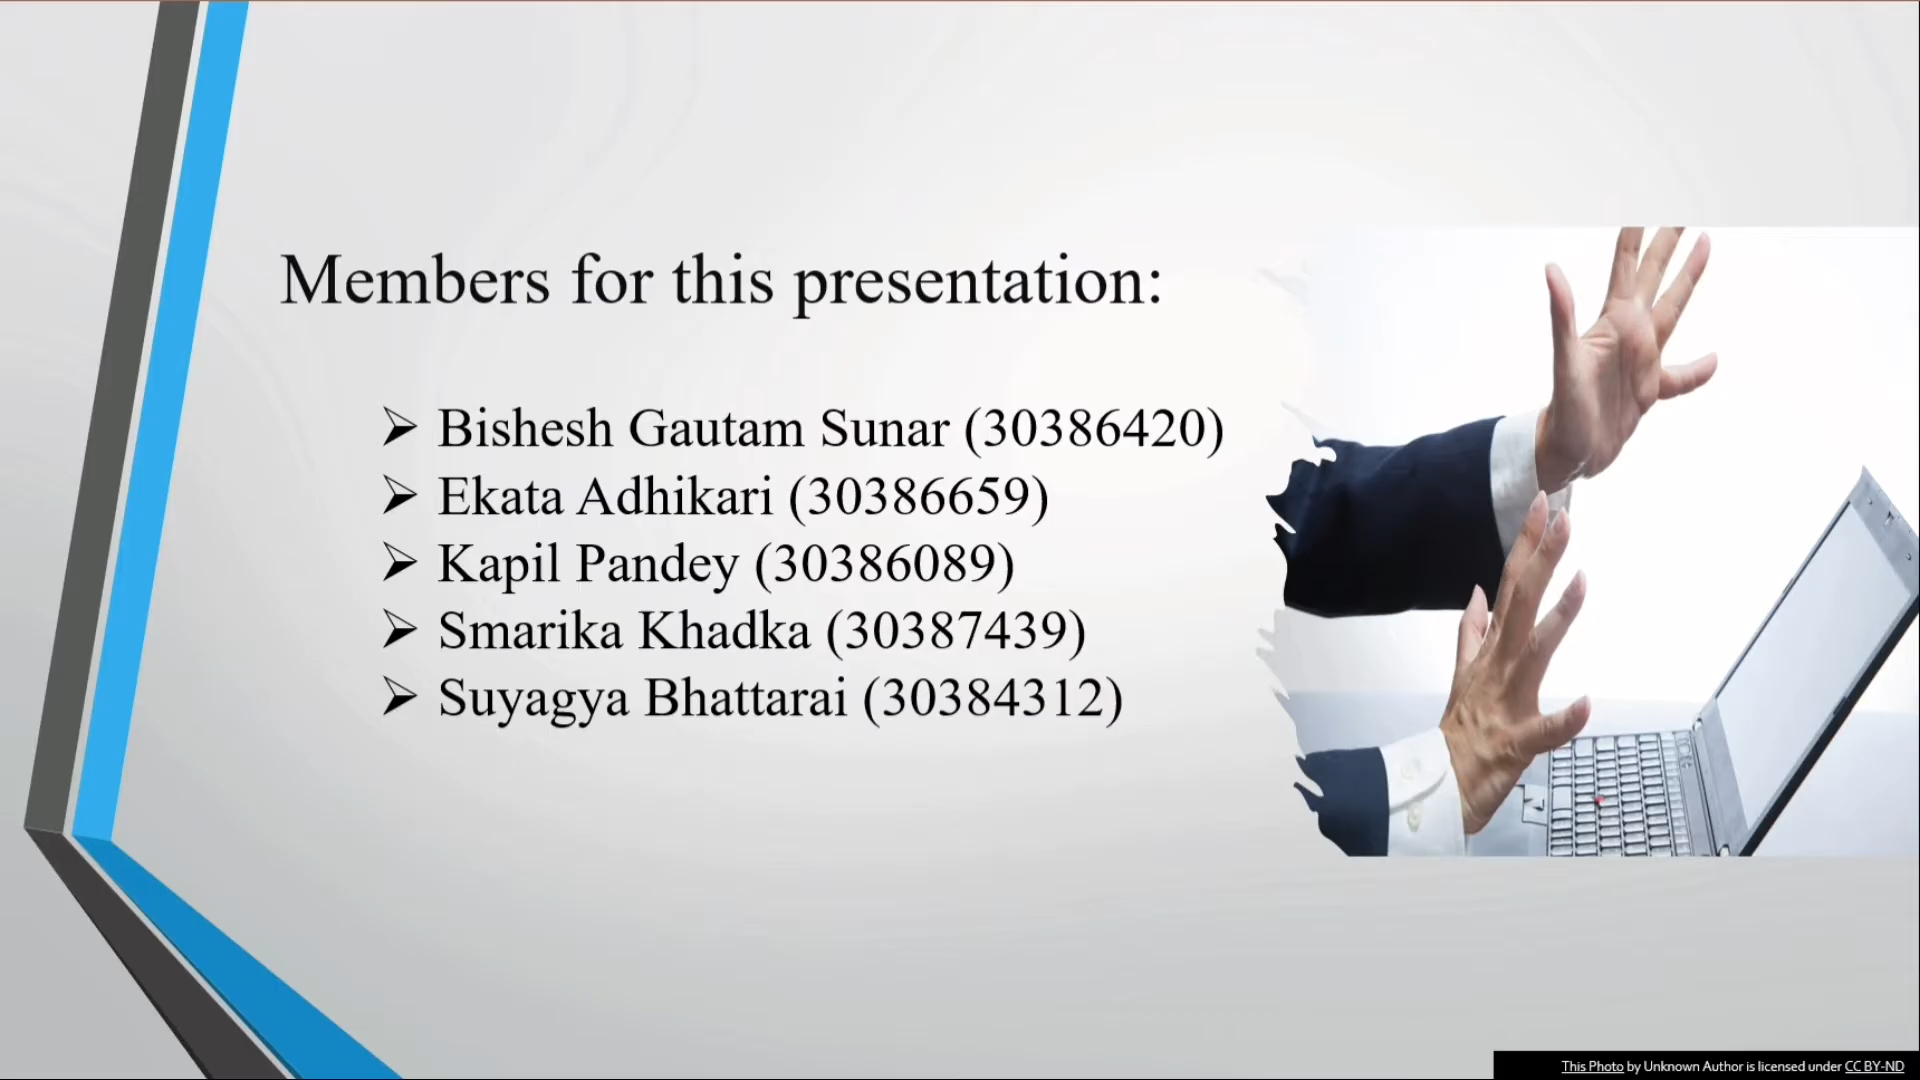 Members for this presentation:
➢ Bishesh Gautam Sunar (30386420)
➢ Ekata Adhikari (30386659)
➢ Kapil Pandey (30386089)
➢ Smarika Khadka (30387439)
➢ Suyagya Bhattarai (30384312)
This Photo by Unknown Author is licensed under CC BY-ND